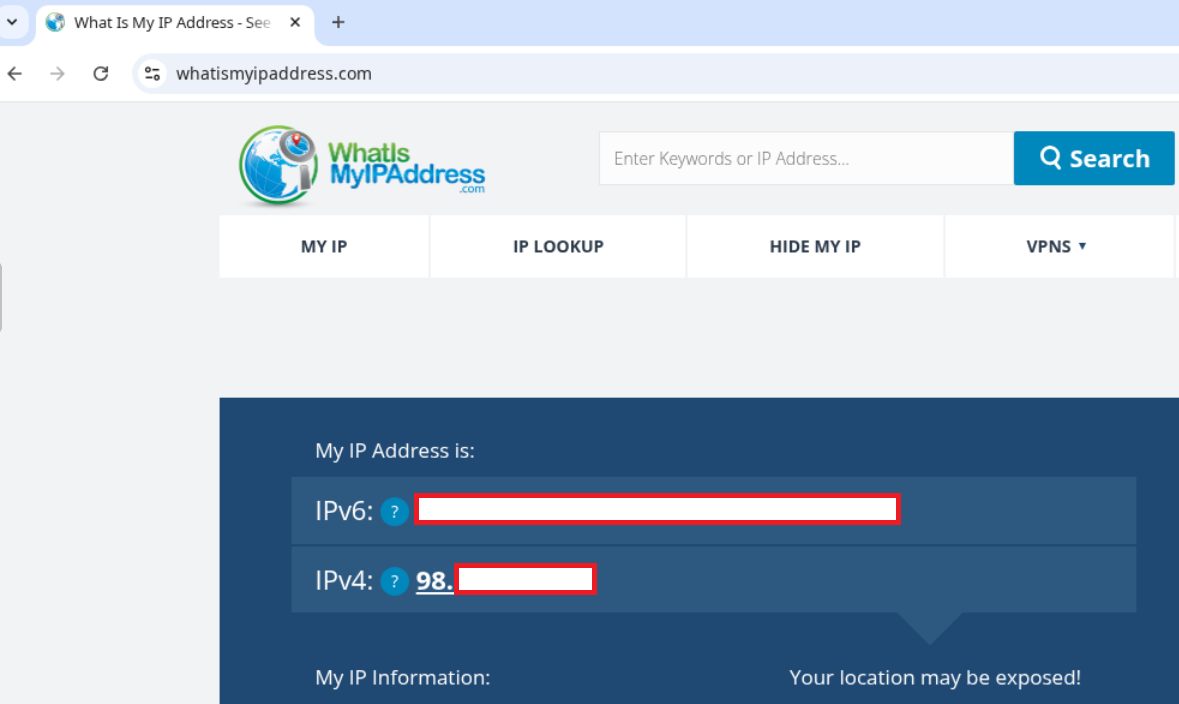 What Is My IP Address - See
whatismyipaddress.com
WhatIs
MyIPAddress
.com
Enter Keywords or IP Address...
Search
MY IP
IP LOOKUP
HIDE MY IP
VPNS
My IP Address is:
IPv6: ?
IPv4: ? 98.
My IP Information:
Your location may be exposed!